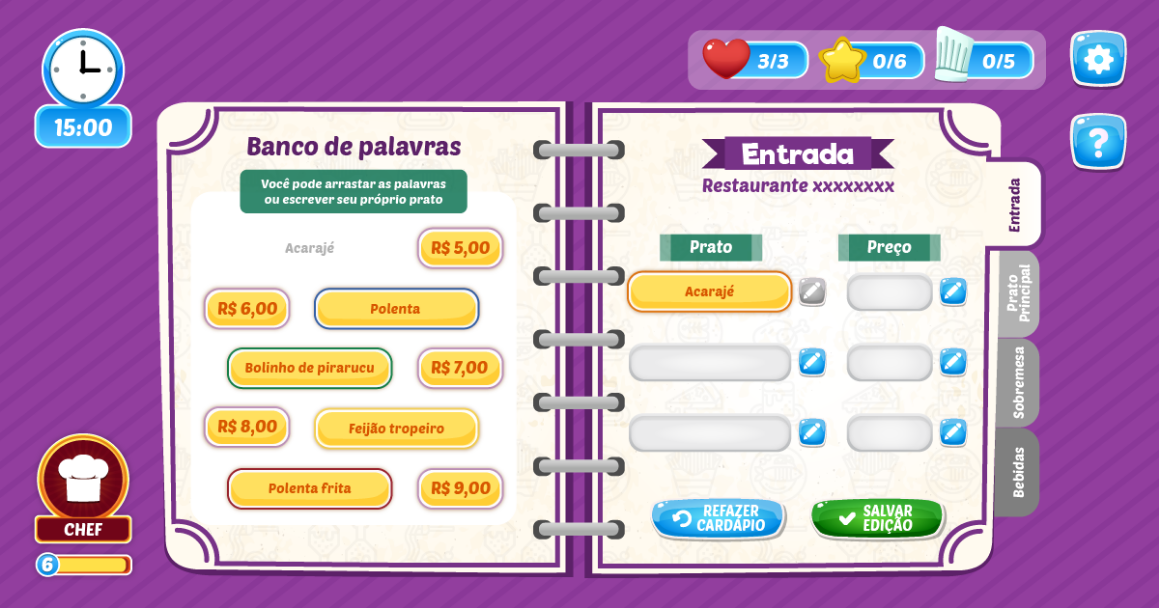 15:00
3/3
0/6
0/5
?
Banco de palavras
Você pode arrastar as palavras
ou escrever seu próprio prato
Acarajé
R$ 5,00
R$ 6,00
Polenta
Bolinho de pirarucu
R$ 7,00
R$ 8,00
Feijão tropeiro
Polenta frita
R$ 9,00
Entrada
Restaurante xxxxxxxx
Prato
Preço
Acarajé
REFAZER
CARDÁPIO
SALVAR
EDIÇÃO
Entrada
Prato
Principal
Sobremesa
Bebidas
CHEF
6